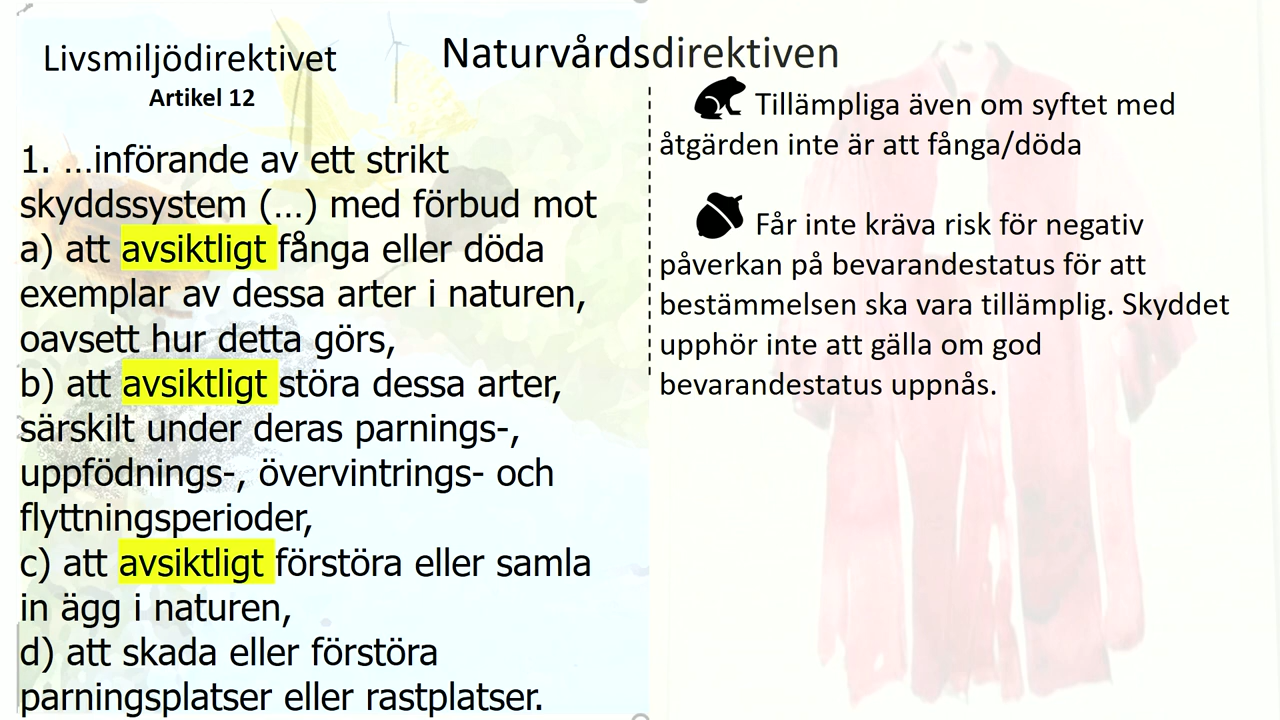 Naturvårdsdirektiven
Livsmiljödirektivet
Artikel 12
1. …införande av ett strikt
skyddssystem (…) med förbud mot
a) att avsiktligt fånga eller döda
exemplar av dessa arter i naturen,
oavsett hur detta görs,
b) att avsiktligt störa dessa arter,
särskilt under deras parnings-,
uppfödnings-, övervintrings- och
flyttningsperioder,
c) att avsiktligt förstöra eller samla
in ägg i naturen,
d) att skada eller förstöra
parningsplatser eller rastplatser.
Tillämpliga även om syftet med
åtgärden inte är att fånga/döda
Får inte kräva risk för negativ
påverkan på bevarandestatus för att
bestämmelsen ska vara tillämplig. Skyddet
upphör inte att gälla om god
bevarandestatus uppnås.